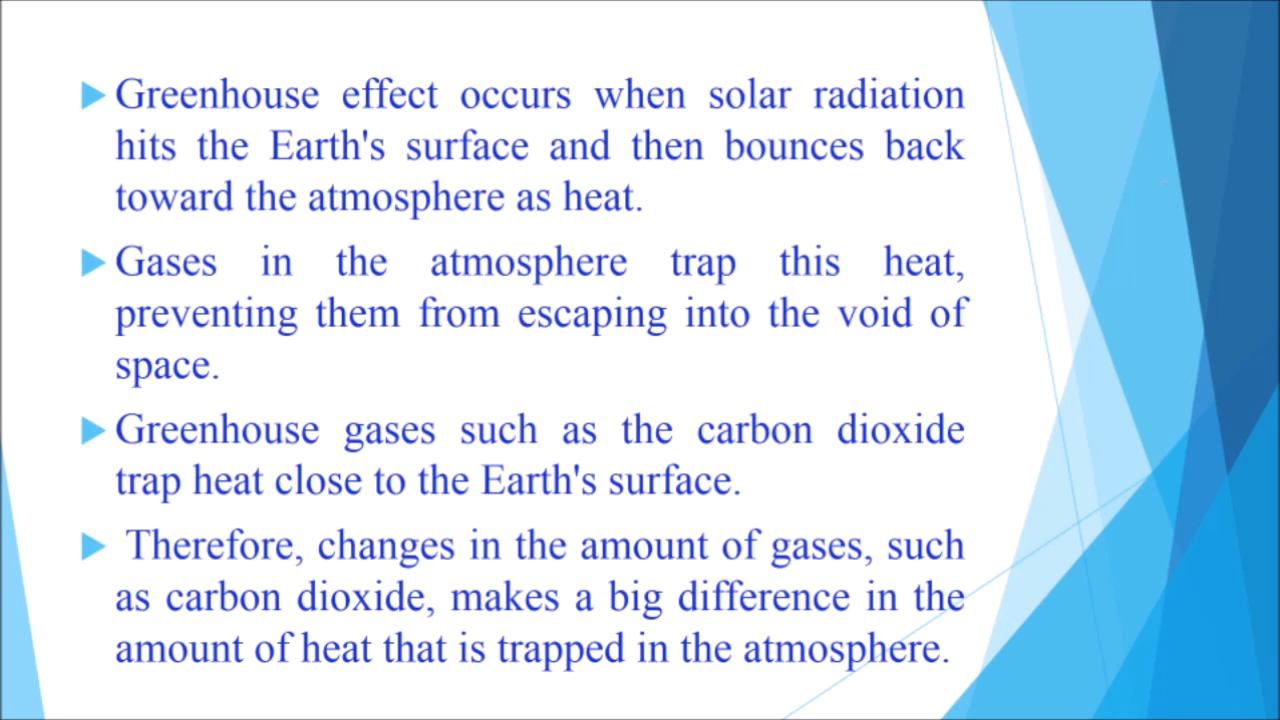 Greenhouse effect occurs when solar radiation
hits the Earth's surface and then bounces back
toward the atmosphere as heat.
Gases in the atmosphere trap this heat,
preventing them from escaping into the void of
space.
Greenhouse gases such as the carbon dioxide
trap heat close to the Earth's surface.
Therefore, changes in the amount of gases, such
as carbon dioxide, makes a big difference in the
amount of heat that is trapped in the atmosphere.